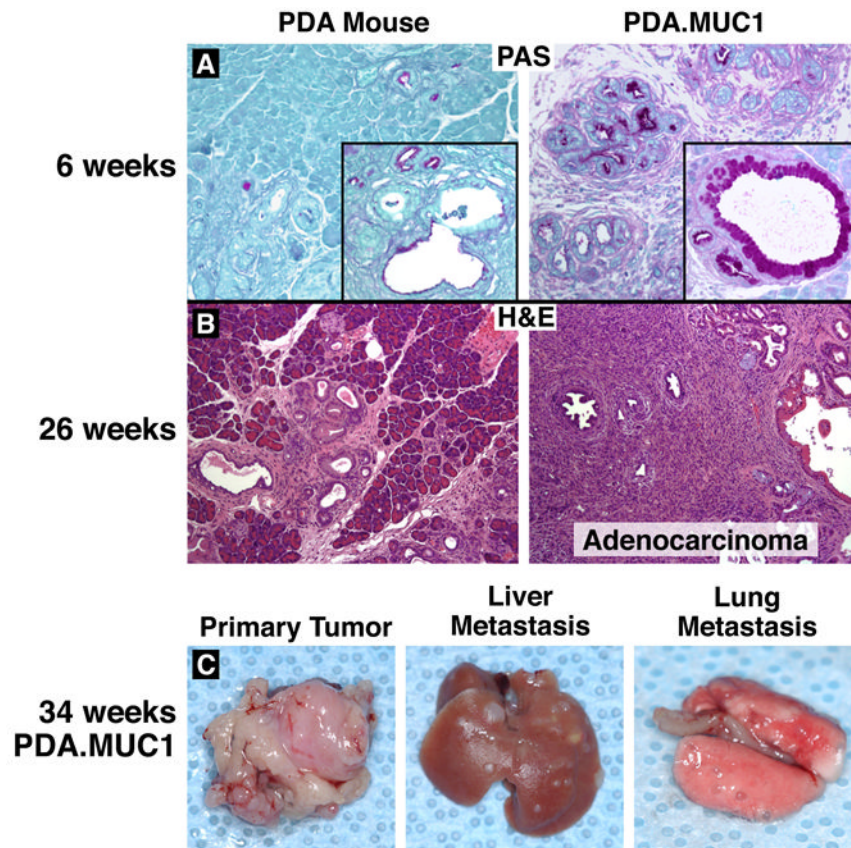 PDA Mouse
PDA.MUC1
A
PAS
6 weeks
B
H&E
26 weeks
Adenocarcinoma
Primary Tumor
Liver
Metastasis
Lung
Metastasis
C
34 weeks
PDA.MUC1